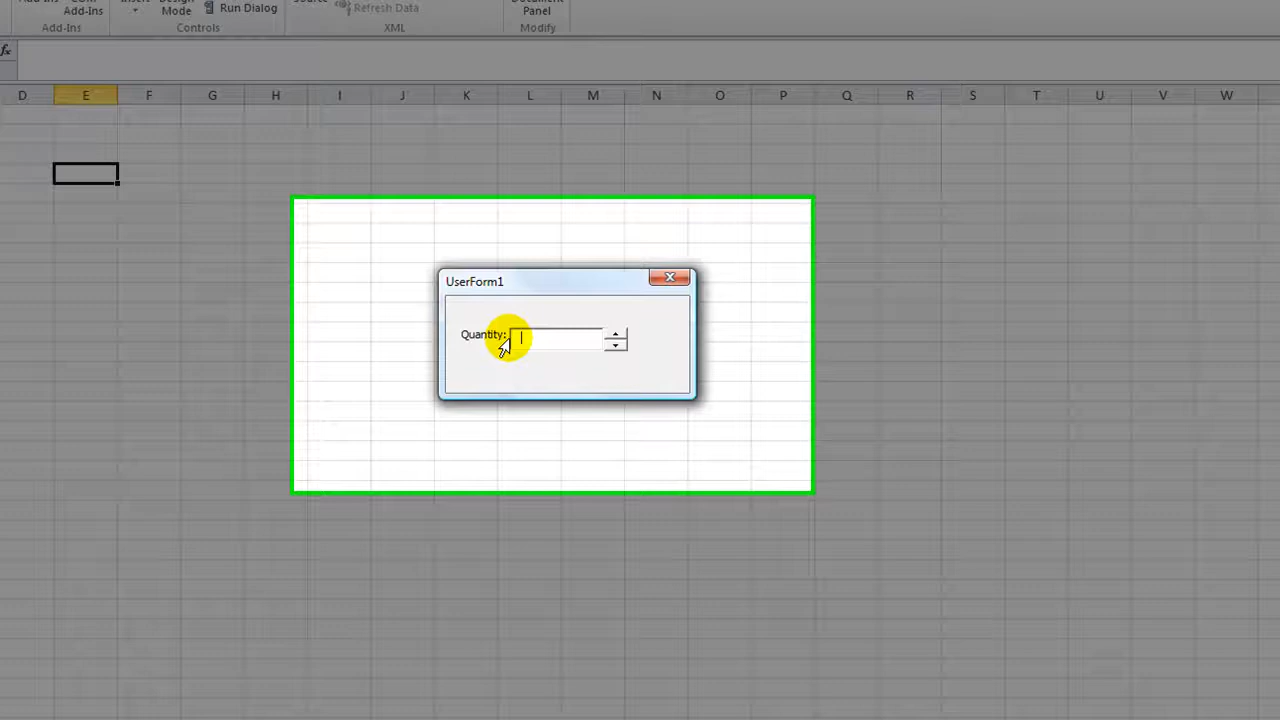 Add-Ins
COM
Add-Ins
Insert
Design
Mode
Run Dialog
Source
Refresh Data
Document
Panel
Add-Ins
Controls
XML
Modify
fx
D E F G H I J K L M N O P Q R S T U V W
UserForm1
Quantity: